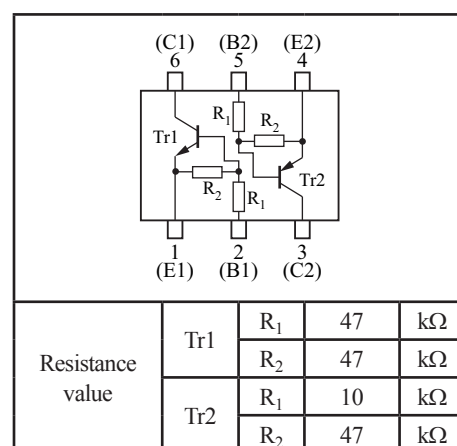 (C1) (B2) (E2)
6 5 4
R1 R2
Tr1
R2 Tr2
R1
1 2 3
(E1) (B1) (C2)
Resistance value Tr1 R1 47 kΩ
R2 47 kΩ
Tr2 R1 10 kΩ
R2 47 kΩ